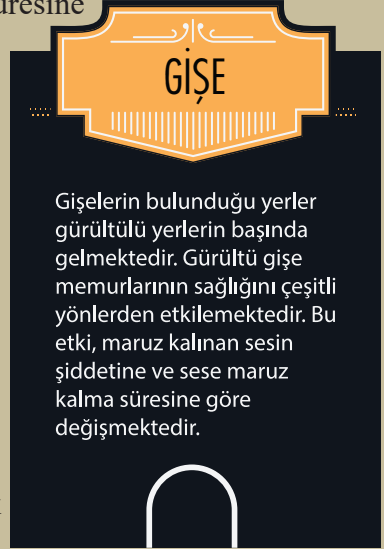 üresine
GİŞE
Gişelerin bulunduğu yerler
gürültülü yerlerin başında
gelmektedir. Gürültü gişe
memurlarının sağlığını çeşitli
yönlerden etkilemektedir. Bu
etki, maruz kalınan sesin
şiddetine ve sese maruz
kalma süresine göre
değişmektedir.